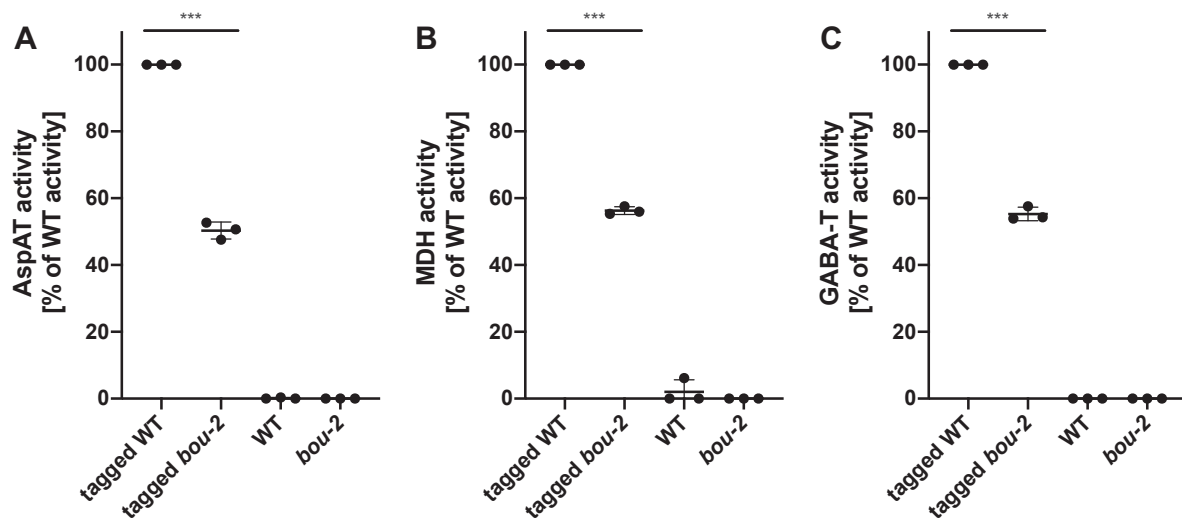 A
***
AspAT activity
[% of WT activity]
100
80
60
40
20
0
tagged WT
tagged bou-2
WT
bou-2
B
***
MDH activity
[% of WT activity]
100
80
60
40
20
0
tagged WT
tagged bou-2
WT
bou-2
C
***
GABA-T activity
[% of WT activity]
100
80
60
40
20
0
tagged WT
tagged bou-2
WT
bou-2